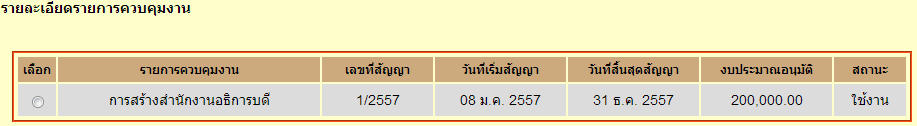 รายละเอียดรายการควบคุมงาน
เลือก รายการควบคุมงาน เลขที่สัญญา วันที่เริ่มสัญญา วันที่สิ้นสุดสัญญา งบประมาณอนุมัติ สถานะ
การสร้างสำนักงานอธิการบดี 1/2557 08 ม.ค. 2557 31 ธ.ค. 2557 200,000.00 ใช้งาน